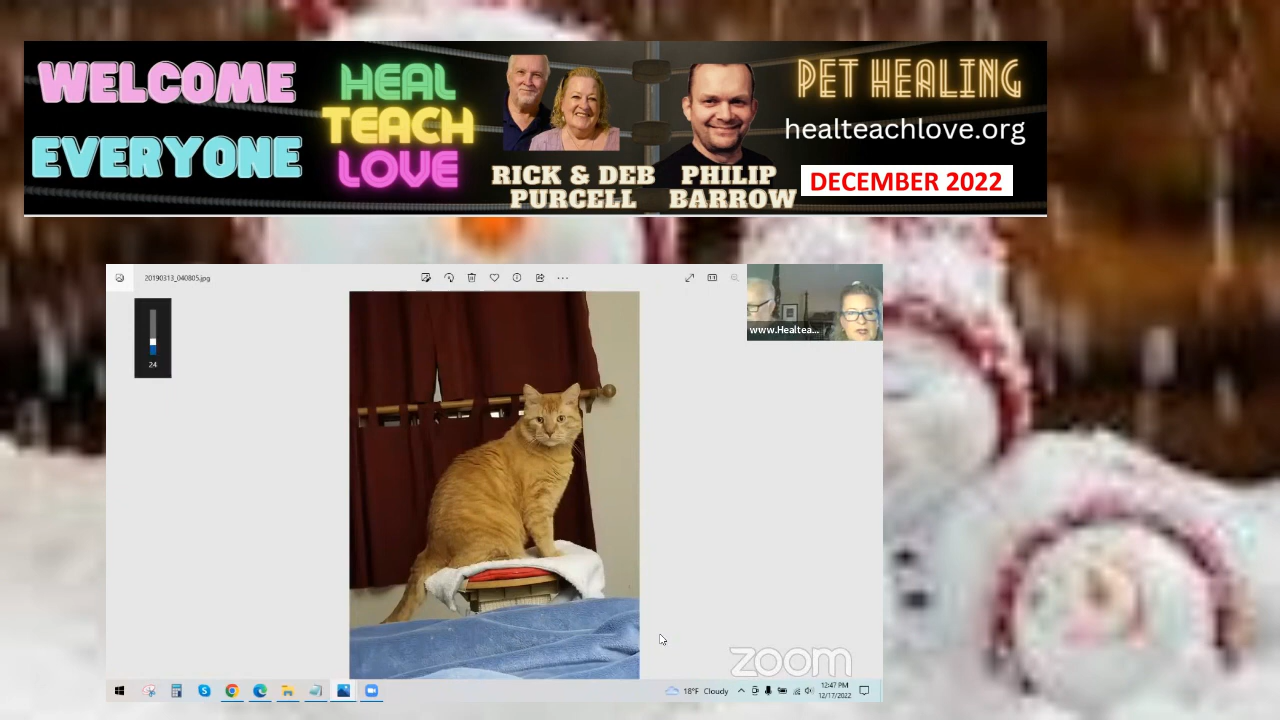 WELCOME
EVERYONE
HEAL
TEACH
LOVE
RICK & DEB
PURCELL
PHILIP
BARROW
PET HEALING
healteachlove.org
DECEMBER 2022
20190313_040805.jpg
24
www.Healtea...
zoom
18°F Cloudy
12:47 PM
12/17/2022